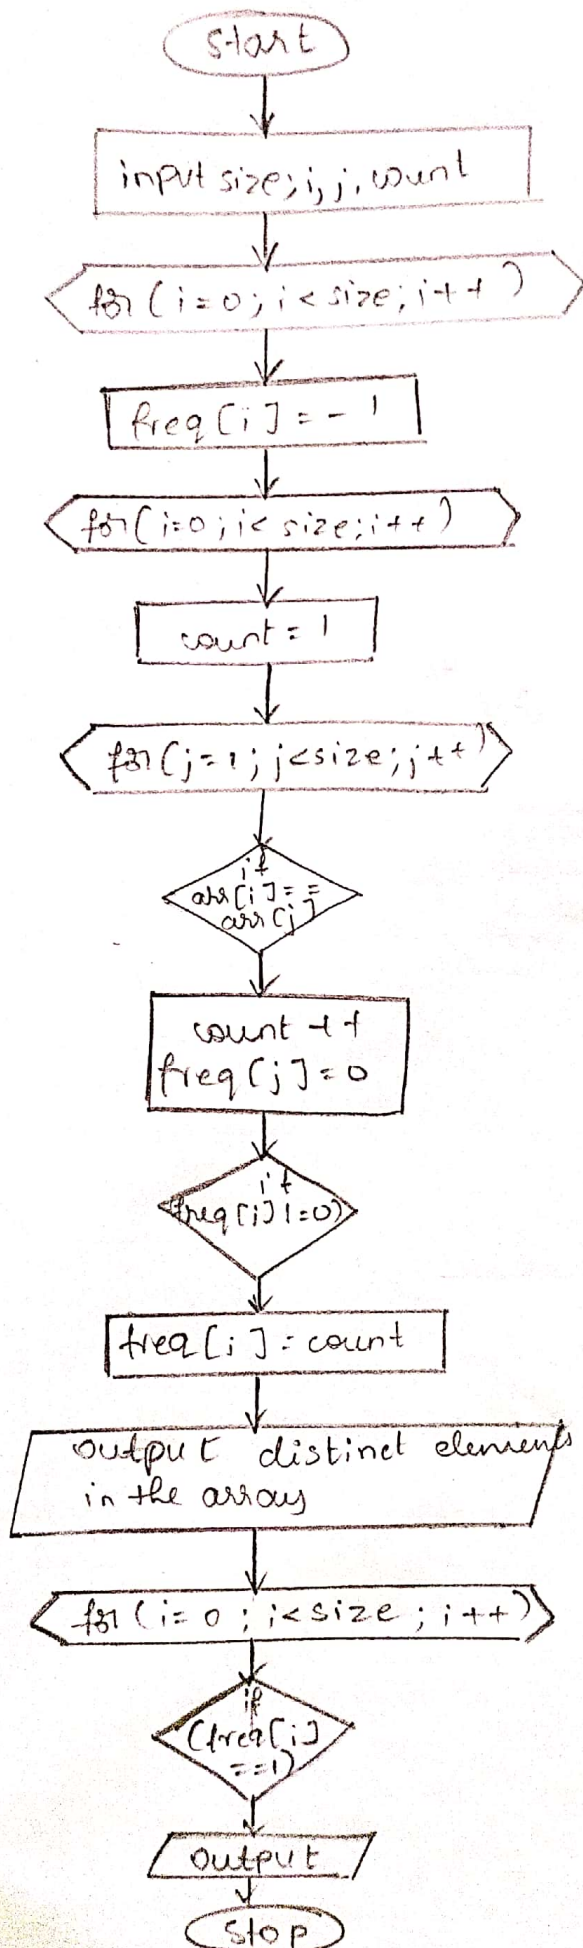 start
input size, i, j, count
for (i=0; i<size; i++)
freq[i]=-1
for(i=0; i< size; i++)
count=1
for(j=1; j<size; j++)
if
arr[i]==
arr[j]
count ++
freq[j]=0
if
freq[i]!=0)
freq[i]=count
output distinct elements
in the array
for (i=0; i<size; i++)
if
(freq[i]
==1)
output
stop